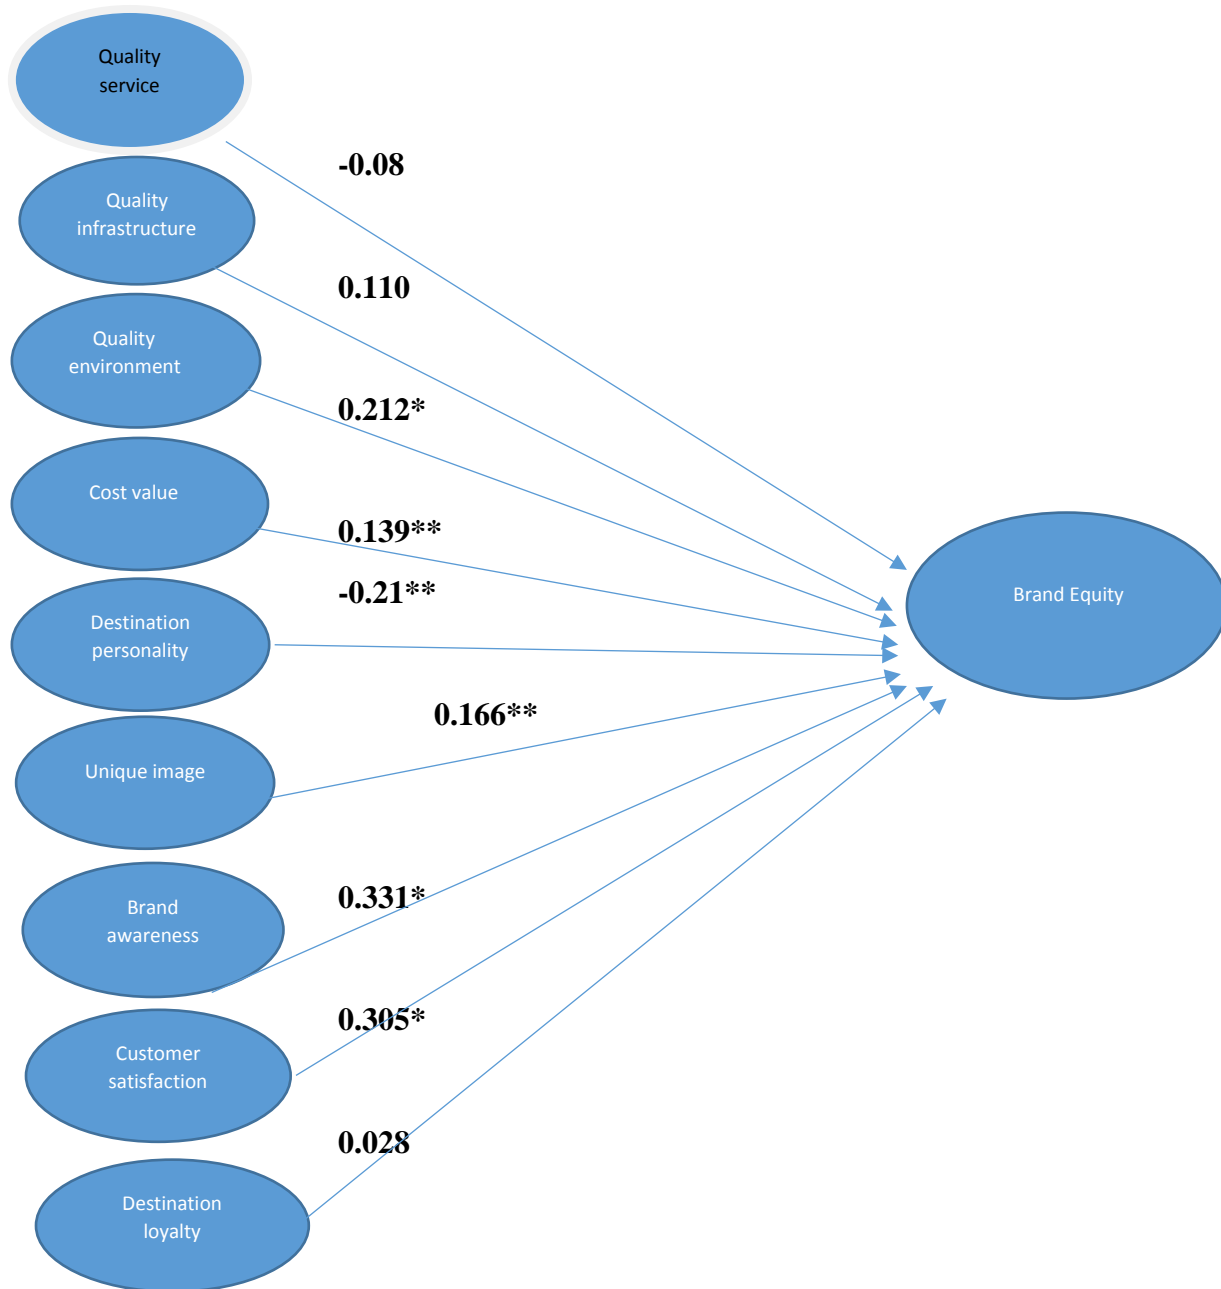 Quality
service
-0.08
Quality
infrastructure
0.110
Quality
environment
0.212*
Cost value
0.139**
-0.21**
Destination
personality
Brand Equity
0.166**
Unique image
0.331*
Brand
awareness
0.305*
Customer
satisfaction
0.028
Destination
loyalty